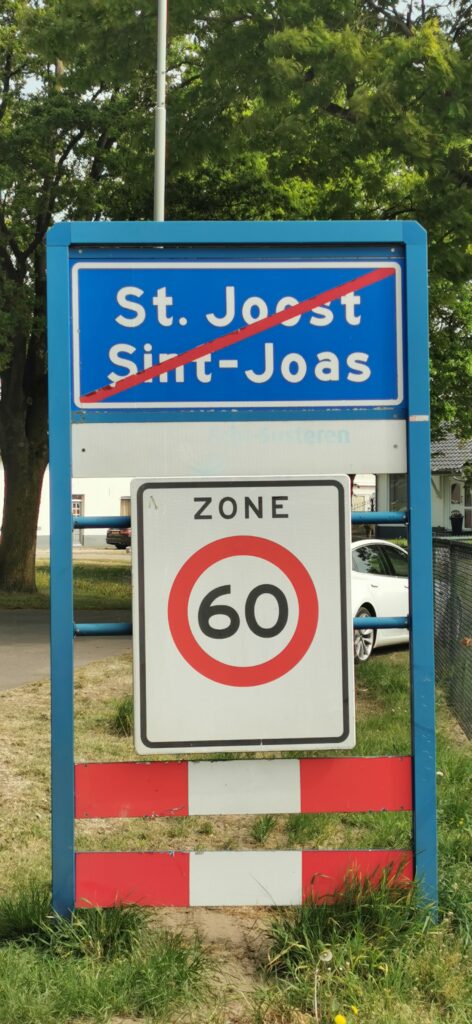 St. Joost
Sint-Joas
Echt-Susteren
ZONE
60